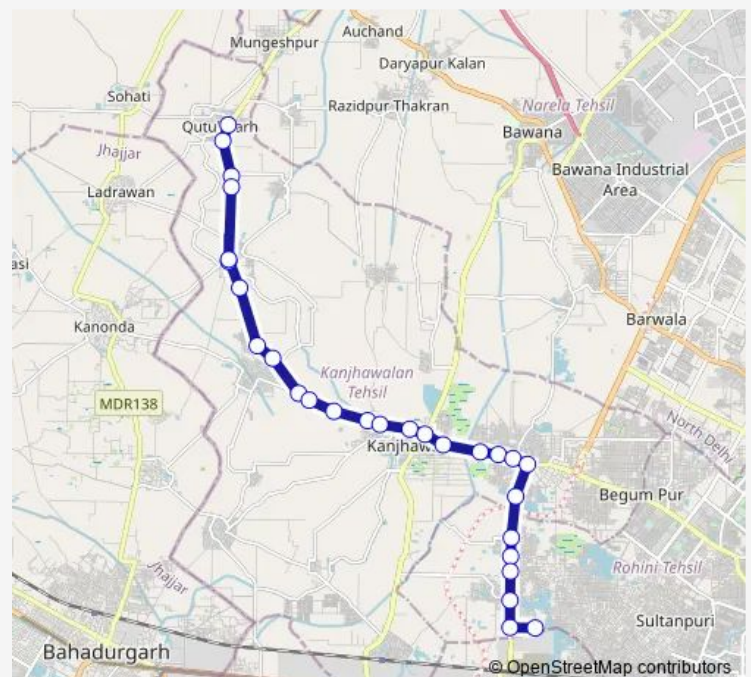 Mungeshpur
Auchand
Daryapur Kalan
Sohati
Razidpur Thakran
Narela Tehsil
Bawana
Jhajjar
Bawana Industrial
Area
Ladrawan
Kanonda
Barwala
Kanjhawalan
Tehsil
MDR138
North Delhi
Begum Pur
Jhajjar
Rohini Tehsil
Sultanpuri
Bahadurgarh
© OpenStreetMap contributors